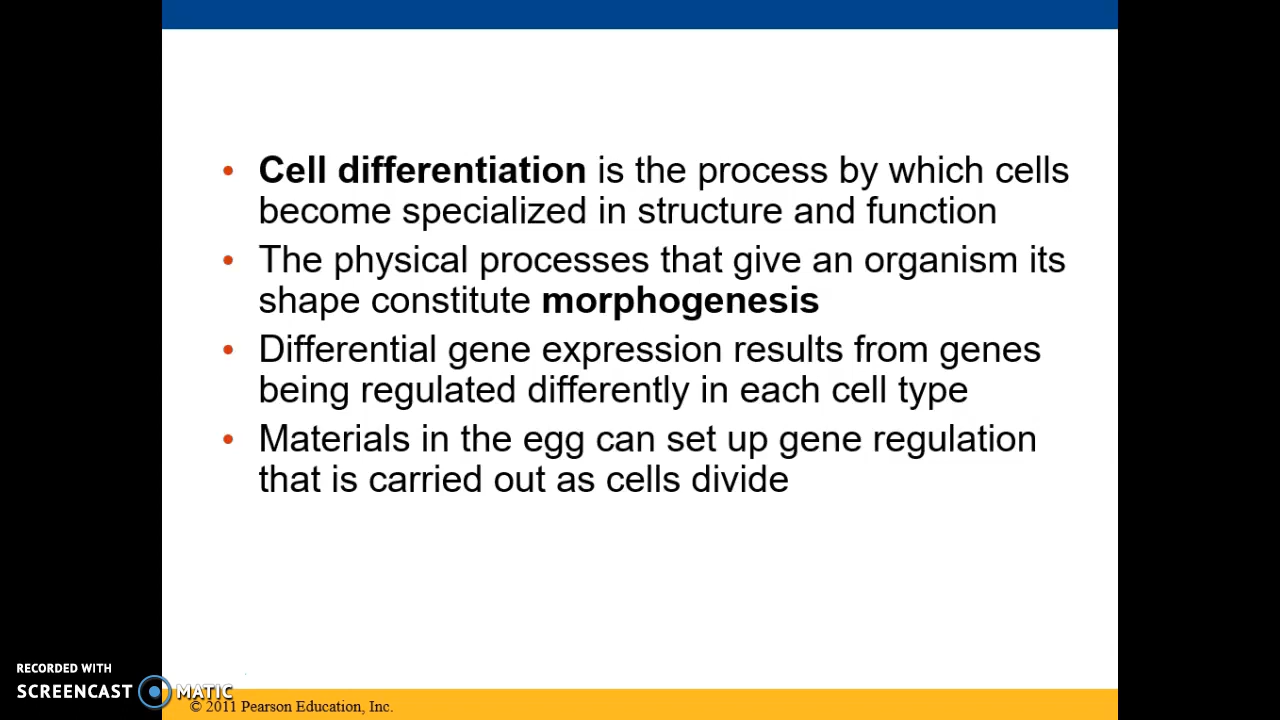 • Cell differentiation is the process by which cells
become specialized in structure and function
• The physical processes that give an organism its
shape constitute morphogenesis
• Differential gene expression results from genes
being regulated differently in each cell type
• Materials in the egg can set up gene regulation
that is carried out as cells divide
RECORDED WITH
SCREENCAST MATIC
© 2011 Pearson Education, Inc.